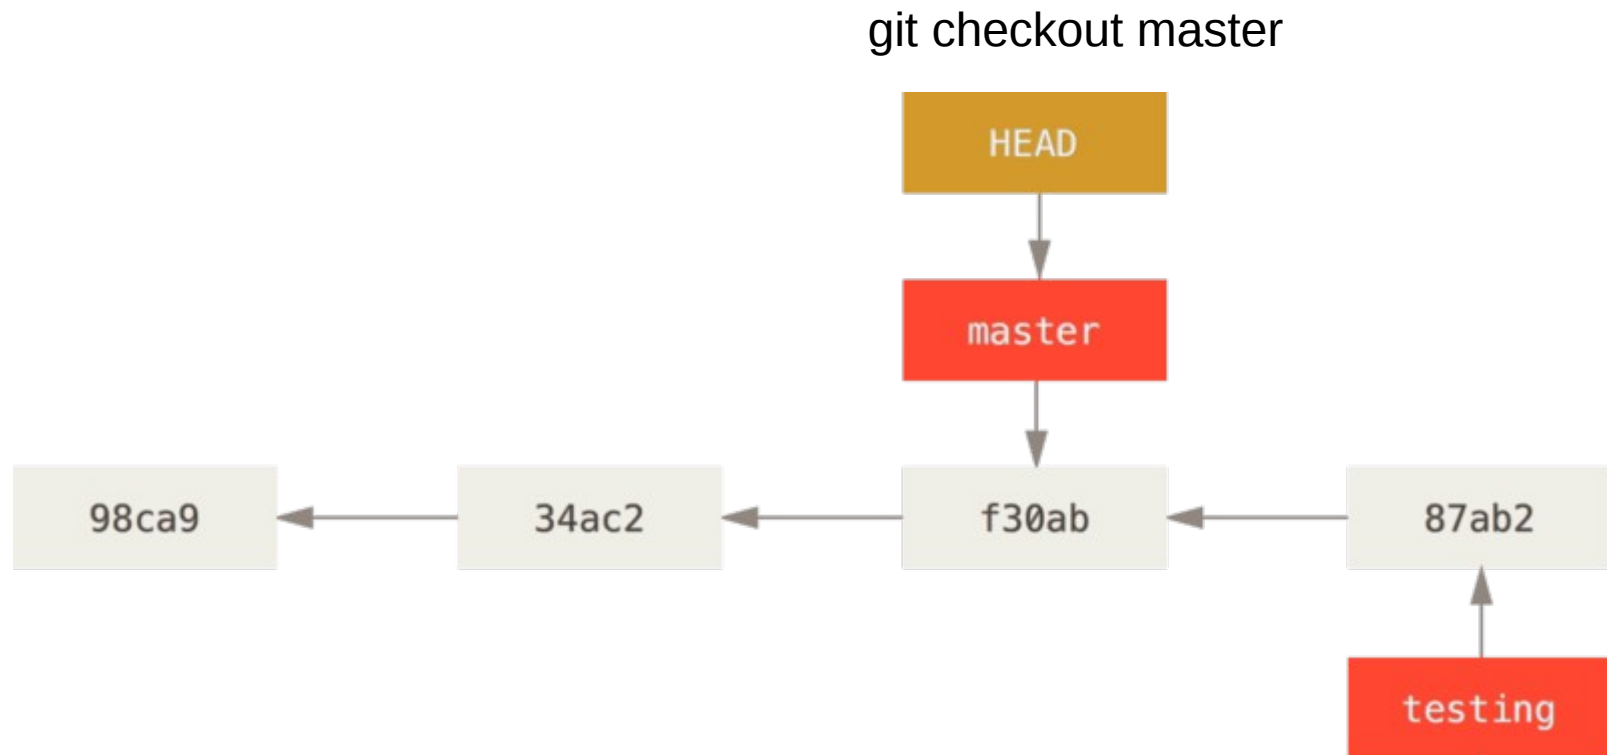 git checkout master
HEAD
master
98ca9
34ac2
f30ab
87ab2
testing